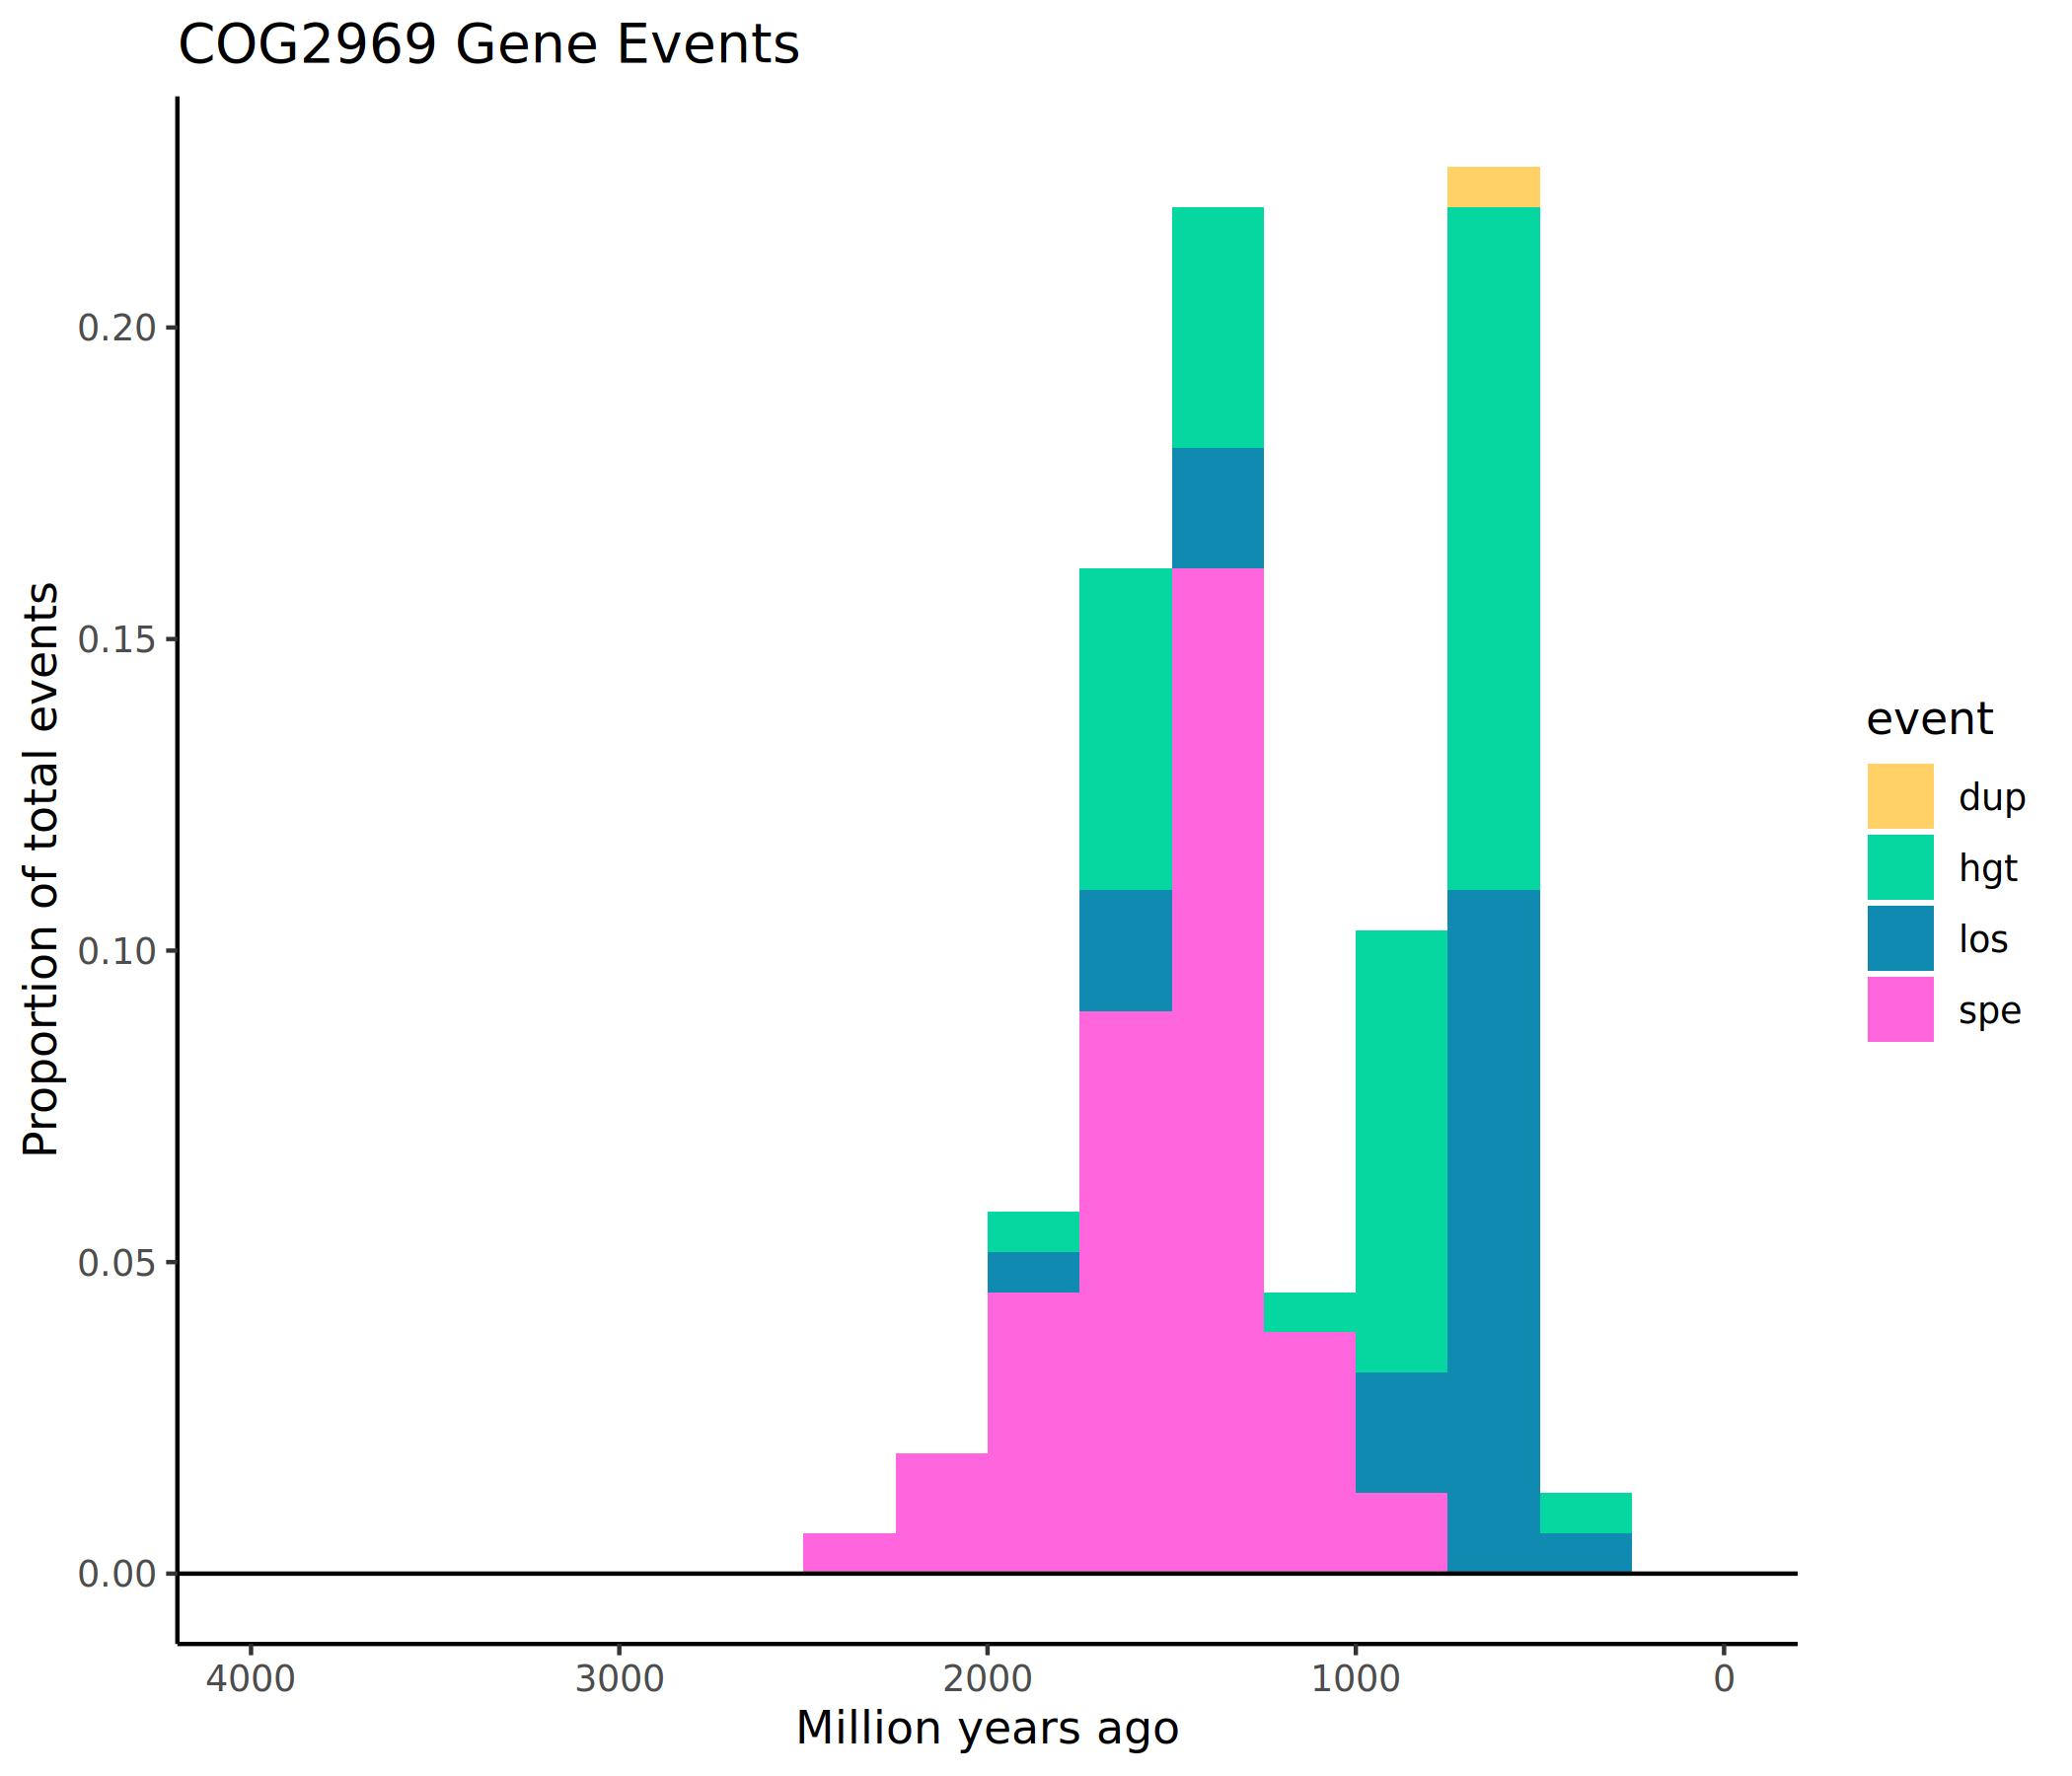 COG2969 Gene Events
Proportion of total events
0.20
0.15
0.10
0.05
0.00
4000 3000 2000 1000 0
Million years ago
event
dup
hgt
los
spe